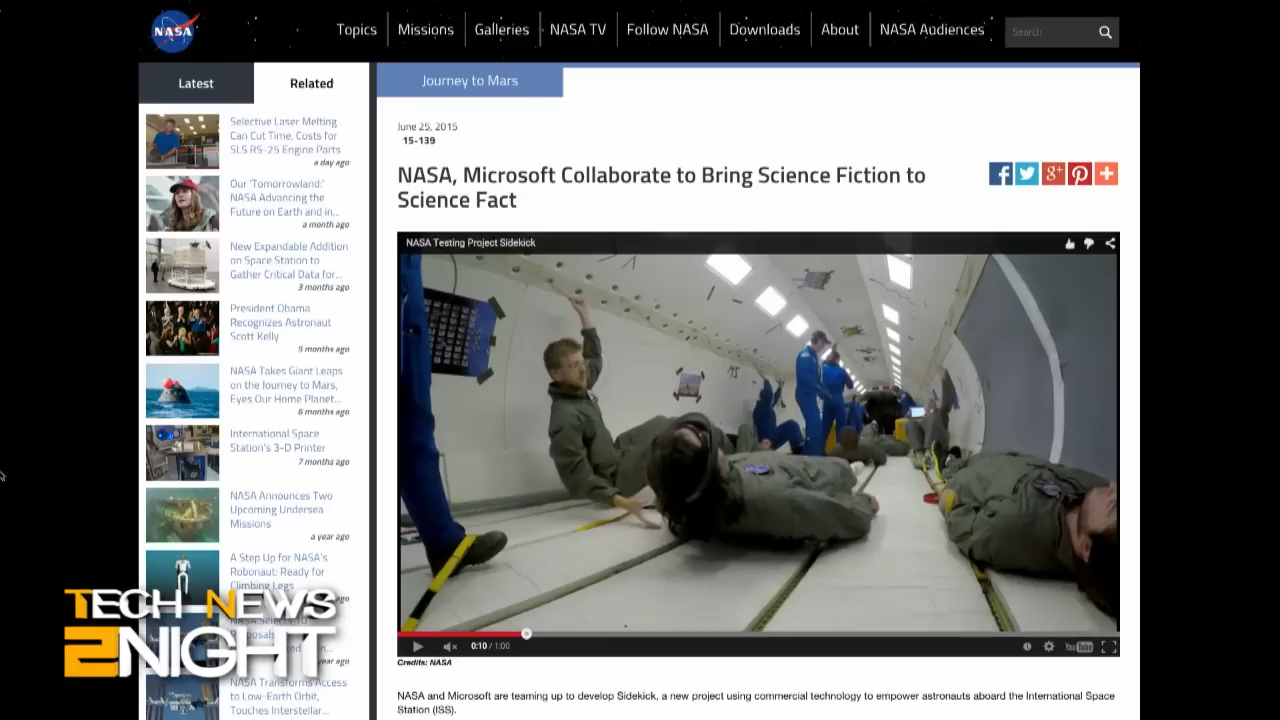 NASA
Topics
Missions
Galleries
NASA TV
Follow NASA
Downloads
About
NASA Audiences
Search
Latest
Related
Selective Laser Melting
Can Cut Time, Costs for
SLS RS-25 Engine Parts
a day ago
Our 'Tomorrowland:'
NASA Advancing the
Future on Earth and in...
a month ago
New Expandable Addition
on Space Station to
Gather Critical Data for...
3 months ago
President Obama
Recognizes Astronaut
Scott Kelly
5 months ago
NASA Takes Giant Leaps
on the Journey to Mars,
Eyes Our Home Planet...
6 months ago
International Space
Station's 3-D Printer
7 months ago
NASA Announces Two
Upcoming Undersea
Missions
a year ago
A Step Up for NASA's
Robonaut: Ready for
Climbing Legs
NASA Selects 10
year ago
NASA Transforms Access
to Low-Earth Orbit,
Touches Interstellar...
TECH NEWS
2NIGHT
Journey to Mars
June 25, 2015
15-139
NASA, Microsoft Collaborate to Bring Science Fiction to
Science Fact
NASA Testing Project Sidekick
0:10 / 1:00
YouTube
Credits: NASA
NASA and Microsoft are teaming up to develop Sidekick, a new project using commercial technology to empower astronauts aboard the International Space
Station (ISS).